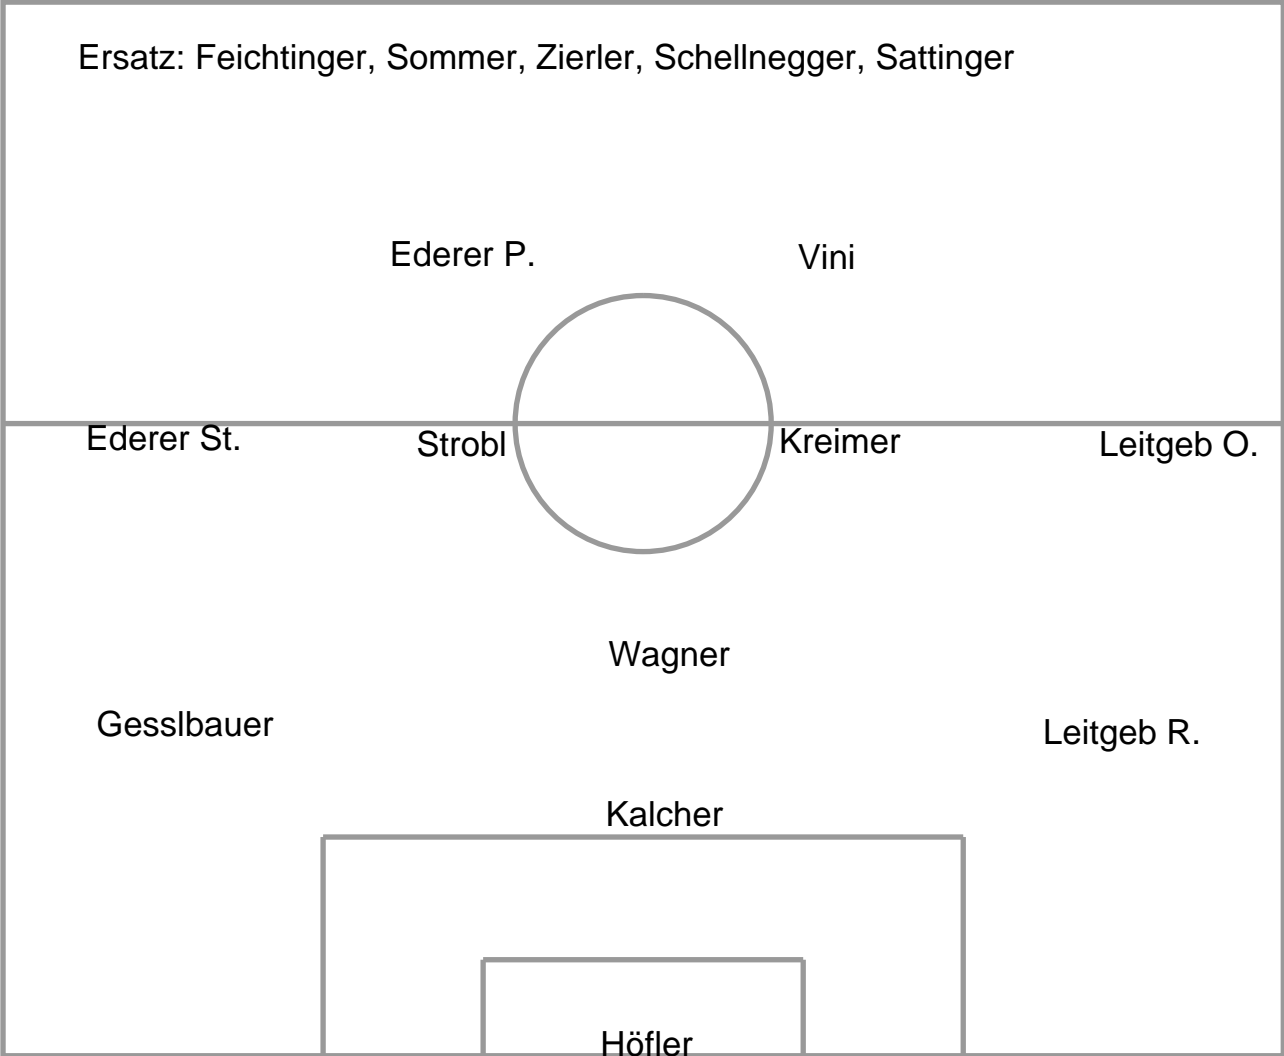 Ersatz: Feichtinger, Sommer, Zierler, Schellnegger, Sattinger
Ederer P.
Vini
Ederer St.
Strobl
Kreimer
Leitgeb O.
Wagner
Gesslbauer
Leitgeb R.
Kalcher
Höfler